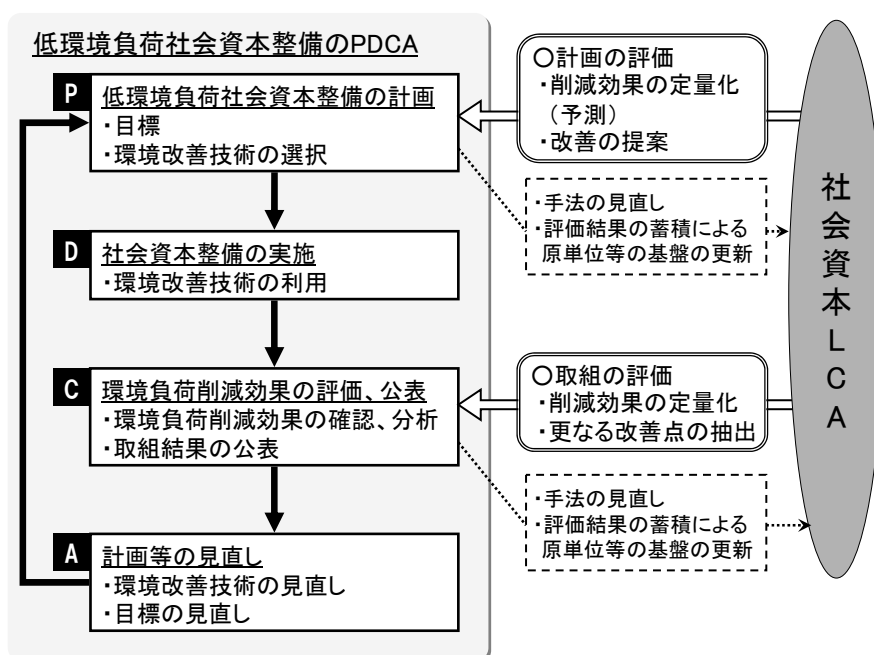 低環境負荷社会資本整備のPDCA
P
低環境負荷社会資本整備の計画
・目標
・環境改善技術の選択
D
社会資本整備の実施
・環境改善技術の利用
C
環境負荷削減効果の評価、公表
・環境負荷削減効果の確認、分析
・取組結果の公表
A
計画等の見直し
・環境改善技術の見直し
・目標の見直し
〇計画の評価
・削減効果の定量化
（予測）
・改善の提案
・手法の見直し
・評価結果の蓄積による
原単位等の基盤の更新
〇取組の評価
・削減効果の定量化
・更なる改善点の抽出
・手法の見直し
・評価結果の蓄積による
原単位等の基盤の更新
社会資本LCA